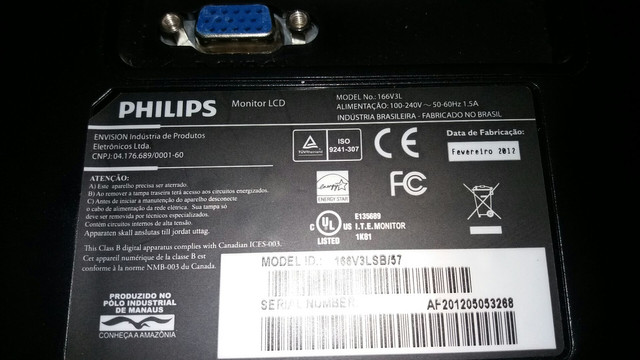 PHILIPS
Monitor LCD
MODEL No.: 166V3L
ALIMENTAÇÃO: 100-240V ~ 50-60Hz 1.5A
INDÚSTRIA BRASILEIRA - FABRICADO NO BRASIL
ENVISION Indústria de Produtos
Eletrônicos Ltda.
CNPJ: 04.176.689/0001-60
TÜVRheinland
ISO
9241-307
CE
Data de Fabricação:
Fevereiro 2012
ATENÇÃO:
A) Este aparelho precisa ser aterrado.
B) Ao remover a tampa traseira terá acesso aos circuitos energizados.
C) Antes de iniciar a manutenção do aparelho desconecte
o cabo de alimentação da rede elétrica. Sua tampa só
deve ser removida por técnicos especializados.
Contém circuitos internos de alta tensão.
Apparaten skall anslutas till jordat uttag.
ENERGY STAR
FC
C UL US
LISTED
E135689
I.T.E.MONITOR
1KB1
This Class B digital apparatus complies with Canadian ICES-003.
Cet appareil numérique de la classe B est
conforme à la norme NMB-003 du Canada.
MODEL ID.: 166V3LSB/57
SERIAL NUMBER AF201205053268
PRODUZIDO NO
PÓLO INDUSTRIAL
DE MANAUS
CONHEÇA A AMAZÔNIA